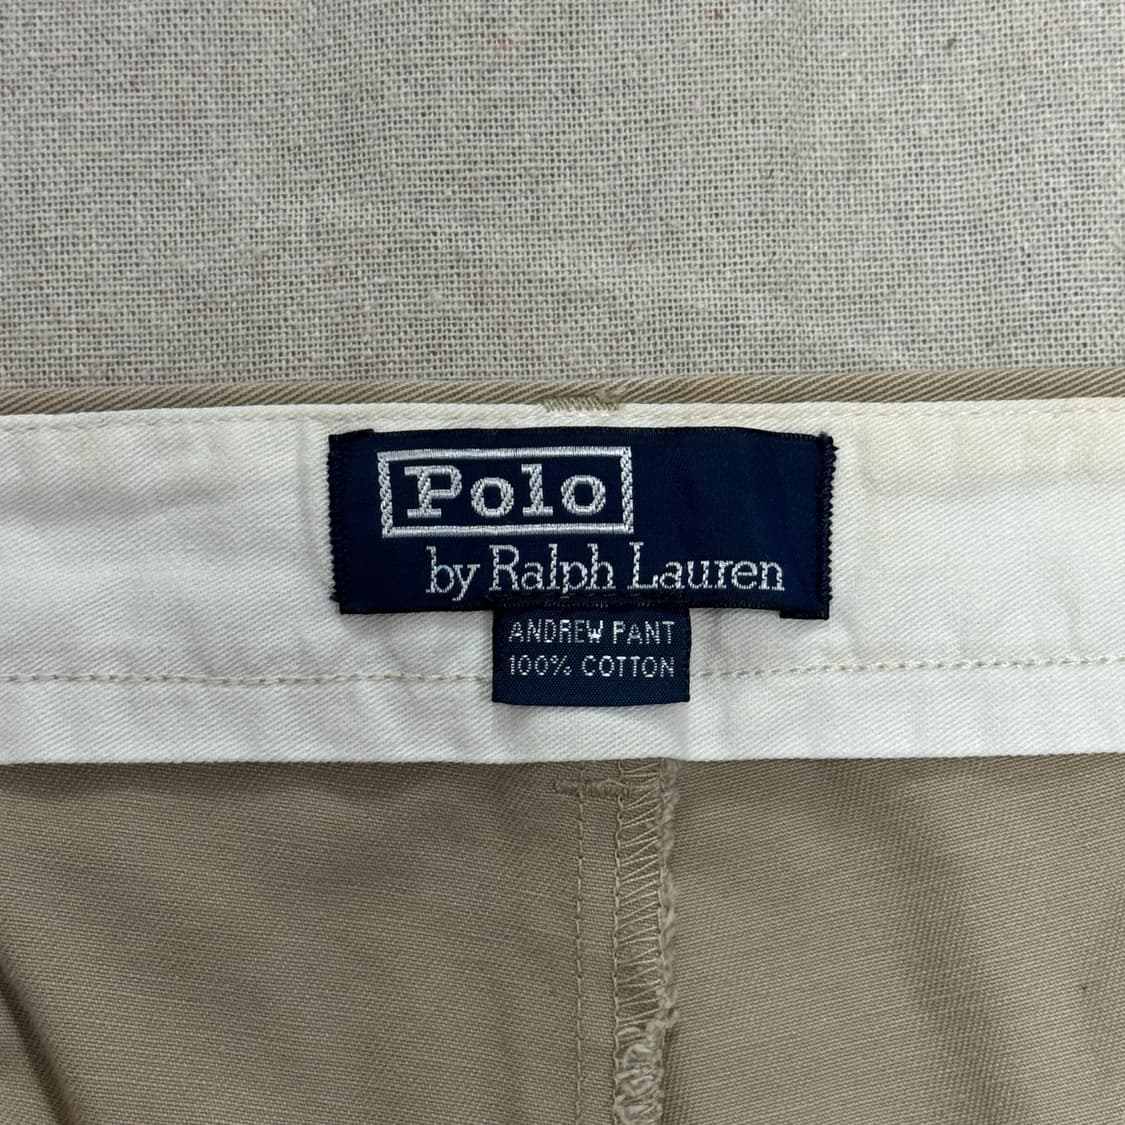 Polo
by Ralph Lauren
ANDREW PANT
100% COTTON